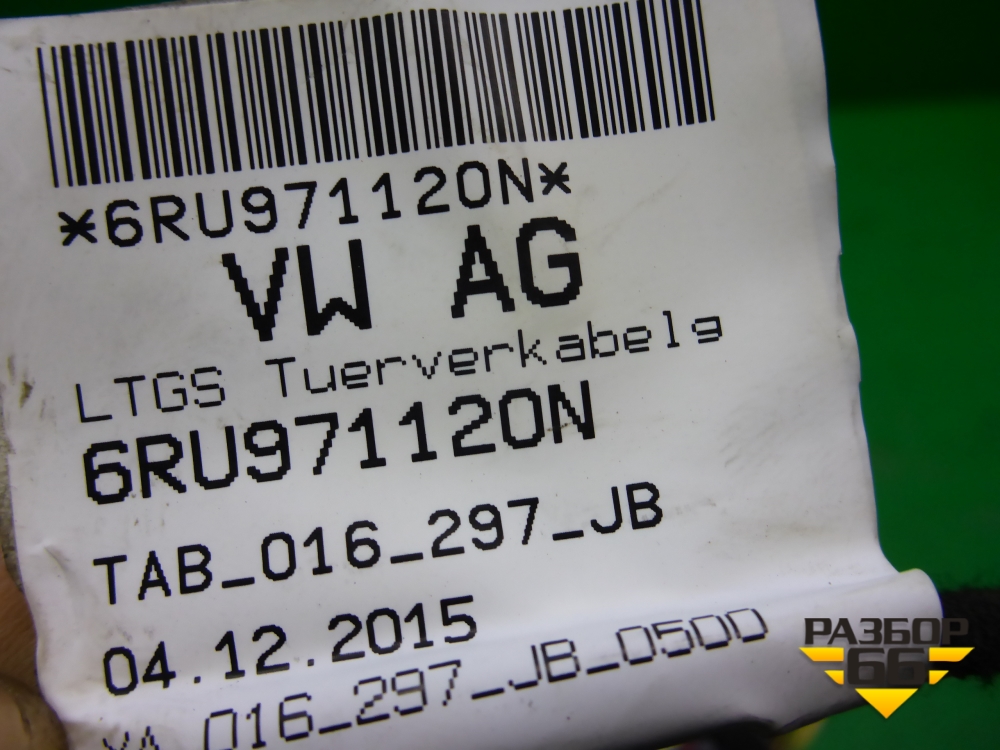 *6RU971120N*
VW AG
LTGS Tuerverkabelg
6RU971120N
TAB_016_297_JB
04.12.2015
016_297_JB_0500
РАЗБОР
66